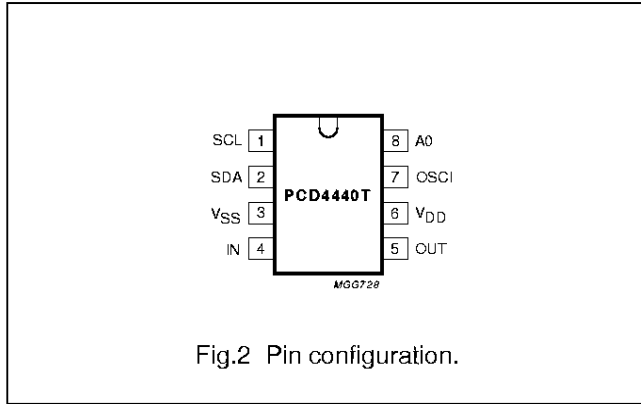 SCL 1 8 A0
SDA 2 7 OSCI
PCD4440T
VSS 3 6 VDD
IN 4 5 OUT
MGG728
Fig.2 Pin configuration.